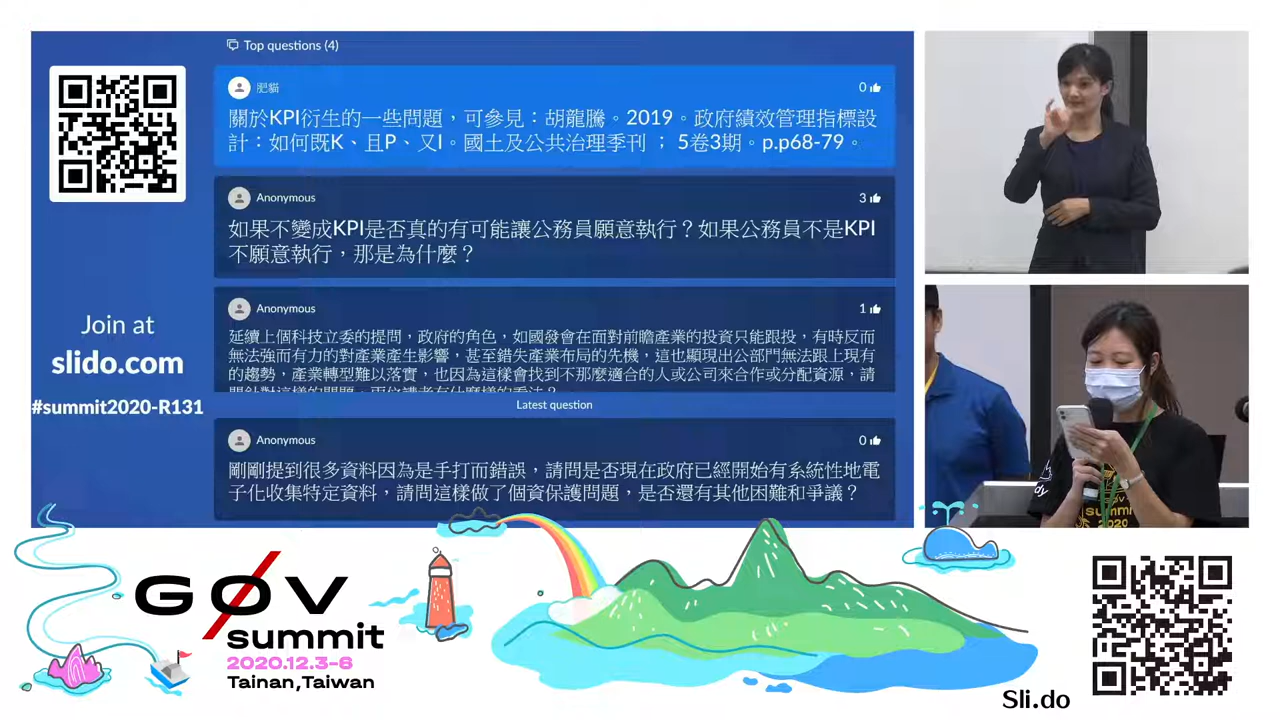 Top questions (4)
肥貓
0
關於KPI衍生的一些問題，可參見：胡龍騰。2019。政府績效管理指標設
計：如何既K、且P、又I。國土及公共治理季刊 ； 5卷3期。p.p68-79。
Anonymous
3
如果不變成KPI是否真的有可能讓公務員願意執行？如果公務員不是KPI
不願意執行，那是為什麼？
Anonymous
1
延續上個科技立委的提問，政府的角色，如國發會在面對前瞻產業的投資只能跟投，有時反而
無法強而有力的對產業產生影響，甚至錯失產業布局的先機，這也顯現出公部門無法跟上現有
的趨勢，產業轉型難以落實，也因為這樣會找到不那麼適合的人或公司來合作或分配資源，請
Latest question
Anonymous
0
剛剛提到很多資料因為是手打而錯誤，請問是否現在政府已經開始有系統性地電
子化收集特定資料，請問這樣做了個資保護問題，是否還有其他困難和爭議？
Join at
slido.com
#summit2020-R131
summit
2020
G0V
summit
2020.12.3-6
Tainan,Taiwan
Sli.do